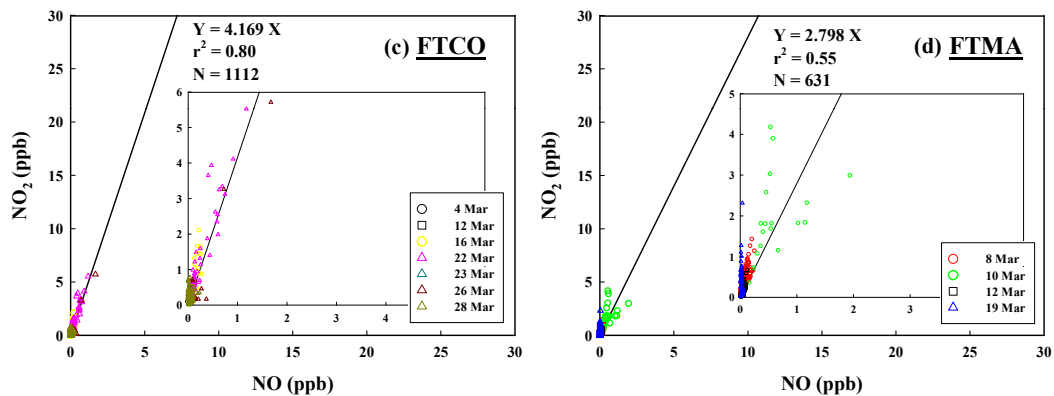 Y = 4.169 X
r² = 0.80
N = 1112
(c) FTCO
NO₂ (ppb)
30
25
20
15
10
5
0
0 5 10 15 20 25 30
NO (ppb)
6
5
4
3
2
1
0
0 1 2 3 4
4 Mar
12 Mar
16 Mar
22 Mar
23 Mar
26 Mar
28 Mar
Y = 2.798 X
r² = 0.55
N = 631
(d) FTMA
NO₂ (ppb)
30
25
20
15
10
5
0
0 5 10 15 20 25 30
NO (ppb)
5
4
3
2
1
0
0 1 2 3
8 Mar
10 Mar
12 Mar
19 Mar